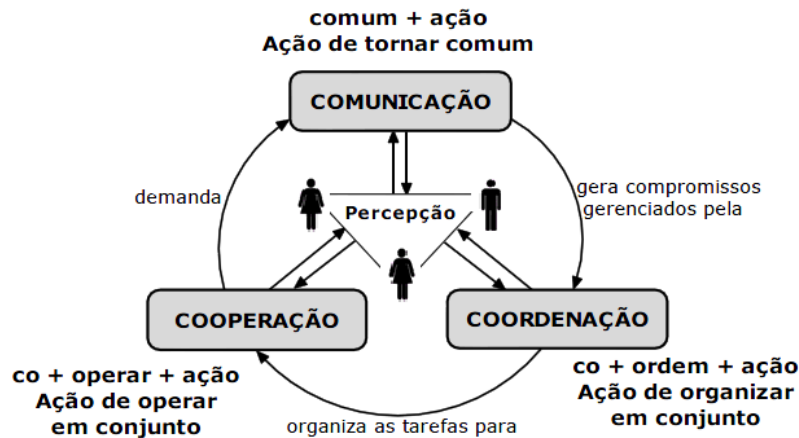 comum + ação
Ação de tornar comum
COMUNICAÇÃO
demanda
gera compromissos
gerenciados pela
Percepção
COOPERAÇÃO
COORDENAÇÃO
co + operar + ação
Ação de operar
em conjunto
co + ordem + ação
Ação de organizar
em conjunto
organiza as tarefas para